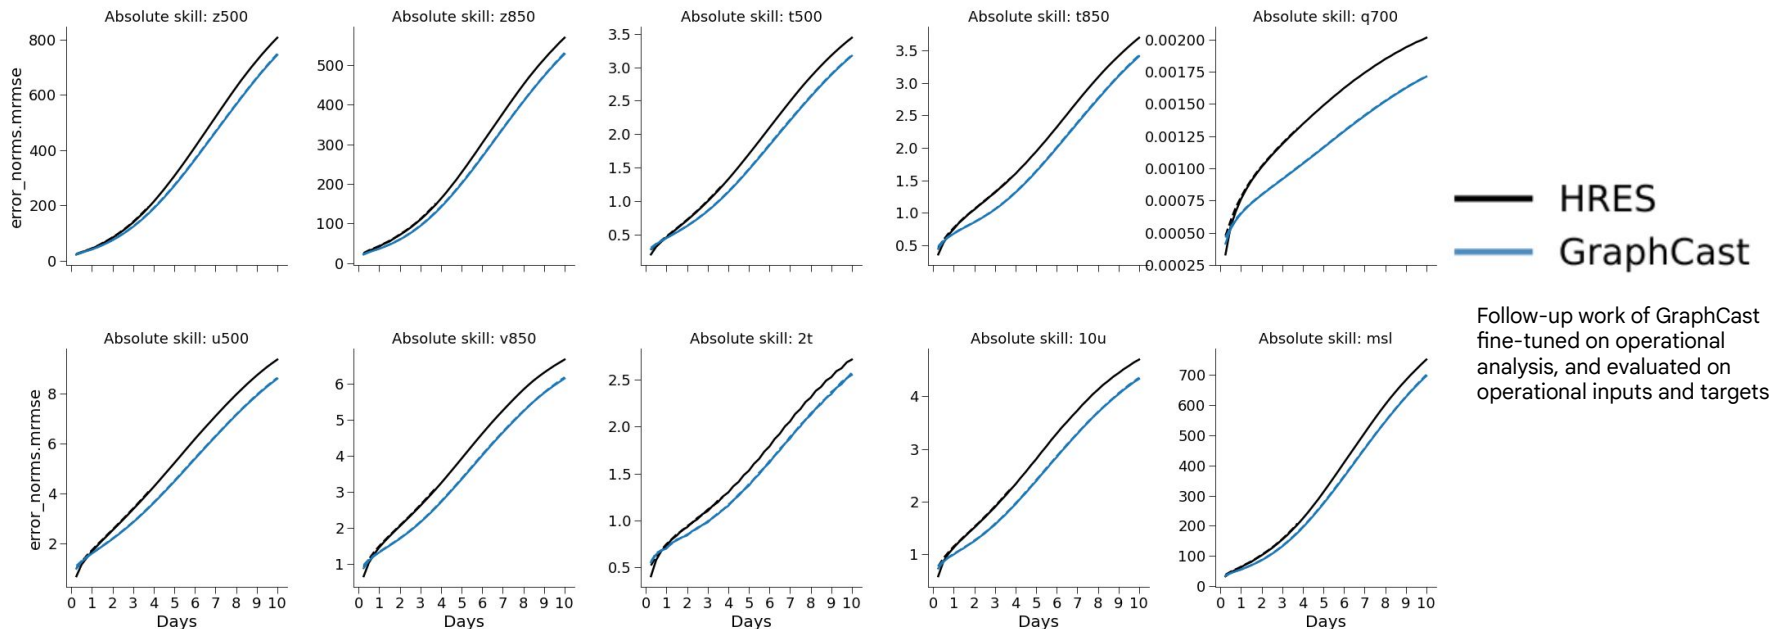 Absolute skill: z500
Absolute skill: z850
Absolute skill: t500
Absolute skill: t850
Absolute skill: q700
error_norms.mrmse
800
600
400
200
0
500
400
300
200
100
0
3.5
3.0
2.5
2.0
1.5
1.0
0.5
3.5
3.0
2.5
2.0
1.5
1.0
0.5
0.00200
0.00175
0.00150
0.00125
0.00100
0.00075
0.00050
0.00025
HRES
GraphCast
Follow-up work of GraphCast
fine-tuned on operational
analysis, and evaluated on
operational inputs and targets
Absolute skill: u500
Absolute skill: v850
Absolute skill: 2t
Absolute skill: 10u
Absolute skill: msl
error_norms.mrmse
8
6
4
2
6
5
4
3
2
1
2.5
2.0
1.5
1.0
0.5
4
3
2
1
700
600
500
400
300
200
100
0
0 1 2 3 4 5 6 7 8 9 10
0 1 2 3 4 5 6 7 8 9 10
0 1 2 3 4 5 6 7 8 9 10
0 1 2 3 4 5 6 7 8 9 10
0 1 2 3 4 5 6 7 8 9 10
Days
Days
Days
Days
Days